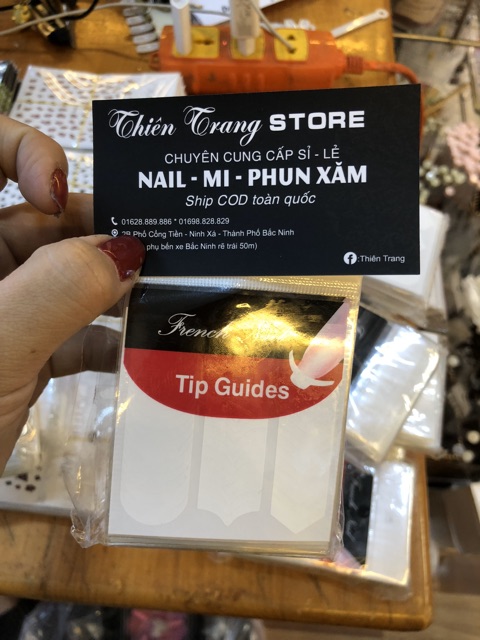 Thiên Trang STORE
CHUYÊN CUNG CẤP SỈ - LẺ
NAIL - MI - PHUN XĂM
Ship COD toàn quốc
01628.889.886 * 01698.828.829
29 Phố Cổng Tiền - Ninh Xá - Thành Phố Bắc Ninh
phụ bến xe Bắc Ninh rẽ trái 50m)
:Thiên Trang
French
Tip Guides